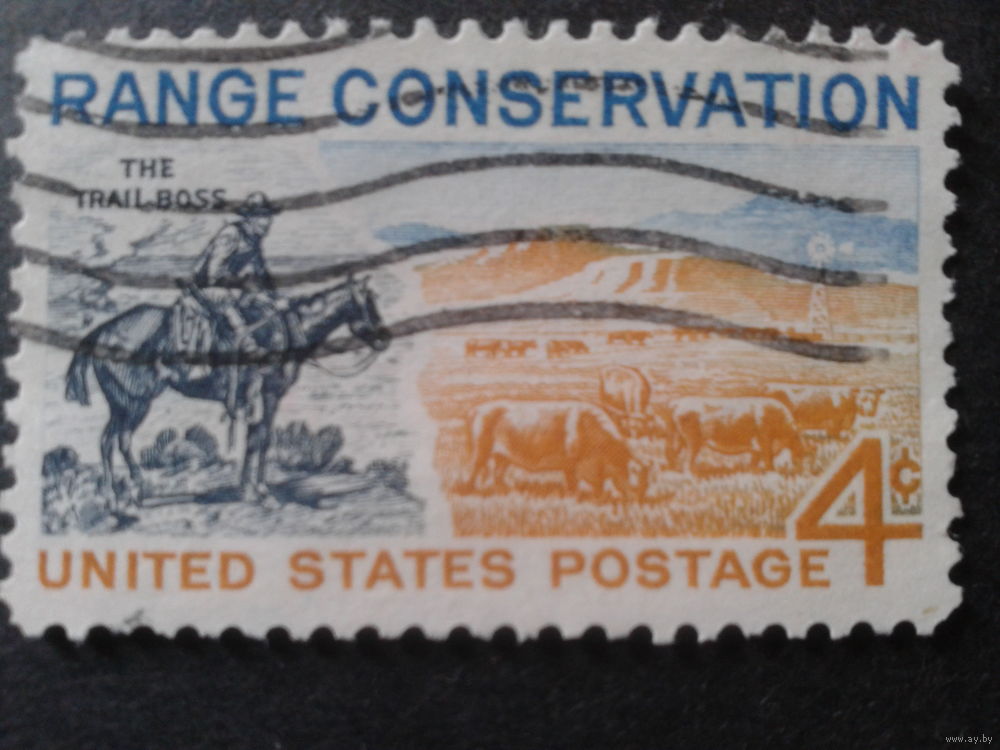 RANGE CONSERVATION
THE
TRAIL BOSS
4¢
UNITED STATES POSTAGE
www.ay.by